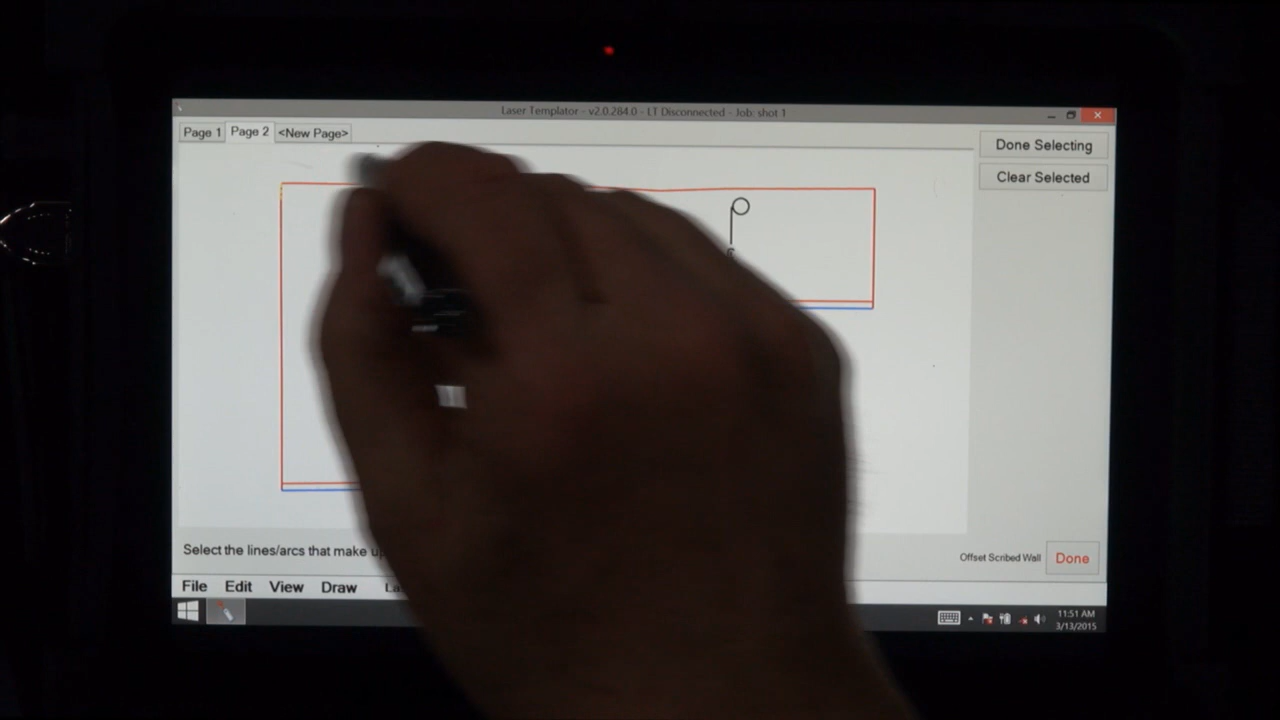 Laser Templator - v2.0.284.0 - LT Disconnected - Job: shot 1
Page 1 Page 2 <New Page>
Done Selecting
Clear Selected
Select the lines/arcs that make up
Offset Scribed Wall Done
File Edit View Draw
11:51 AM
3/13/2015